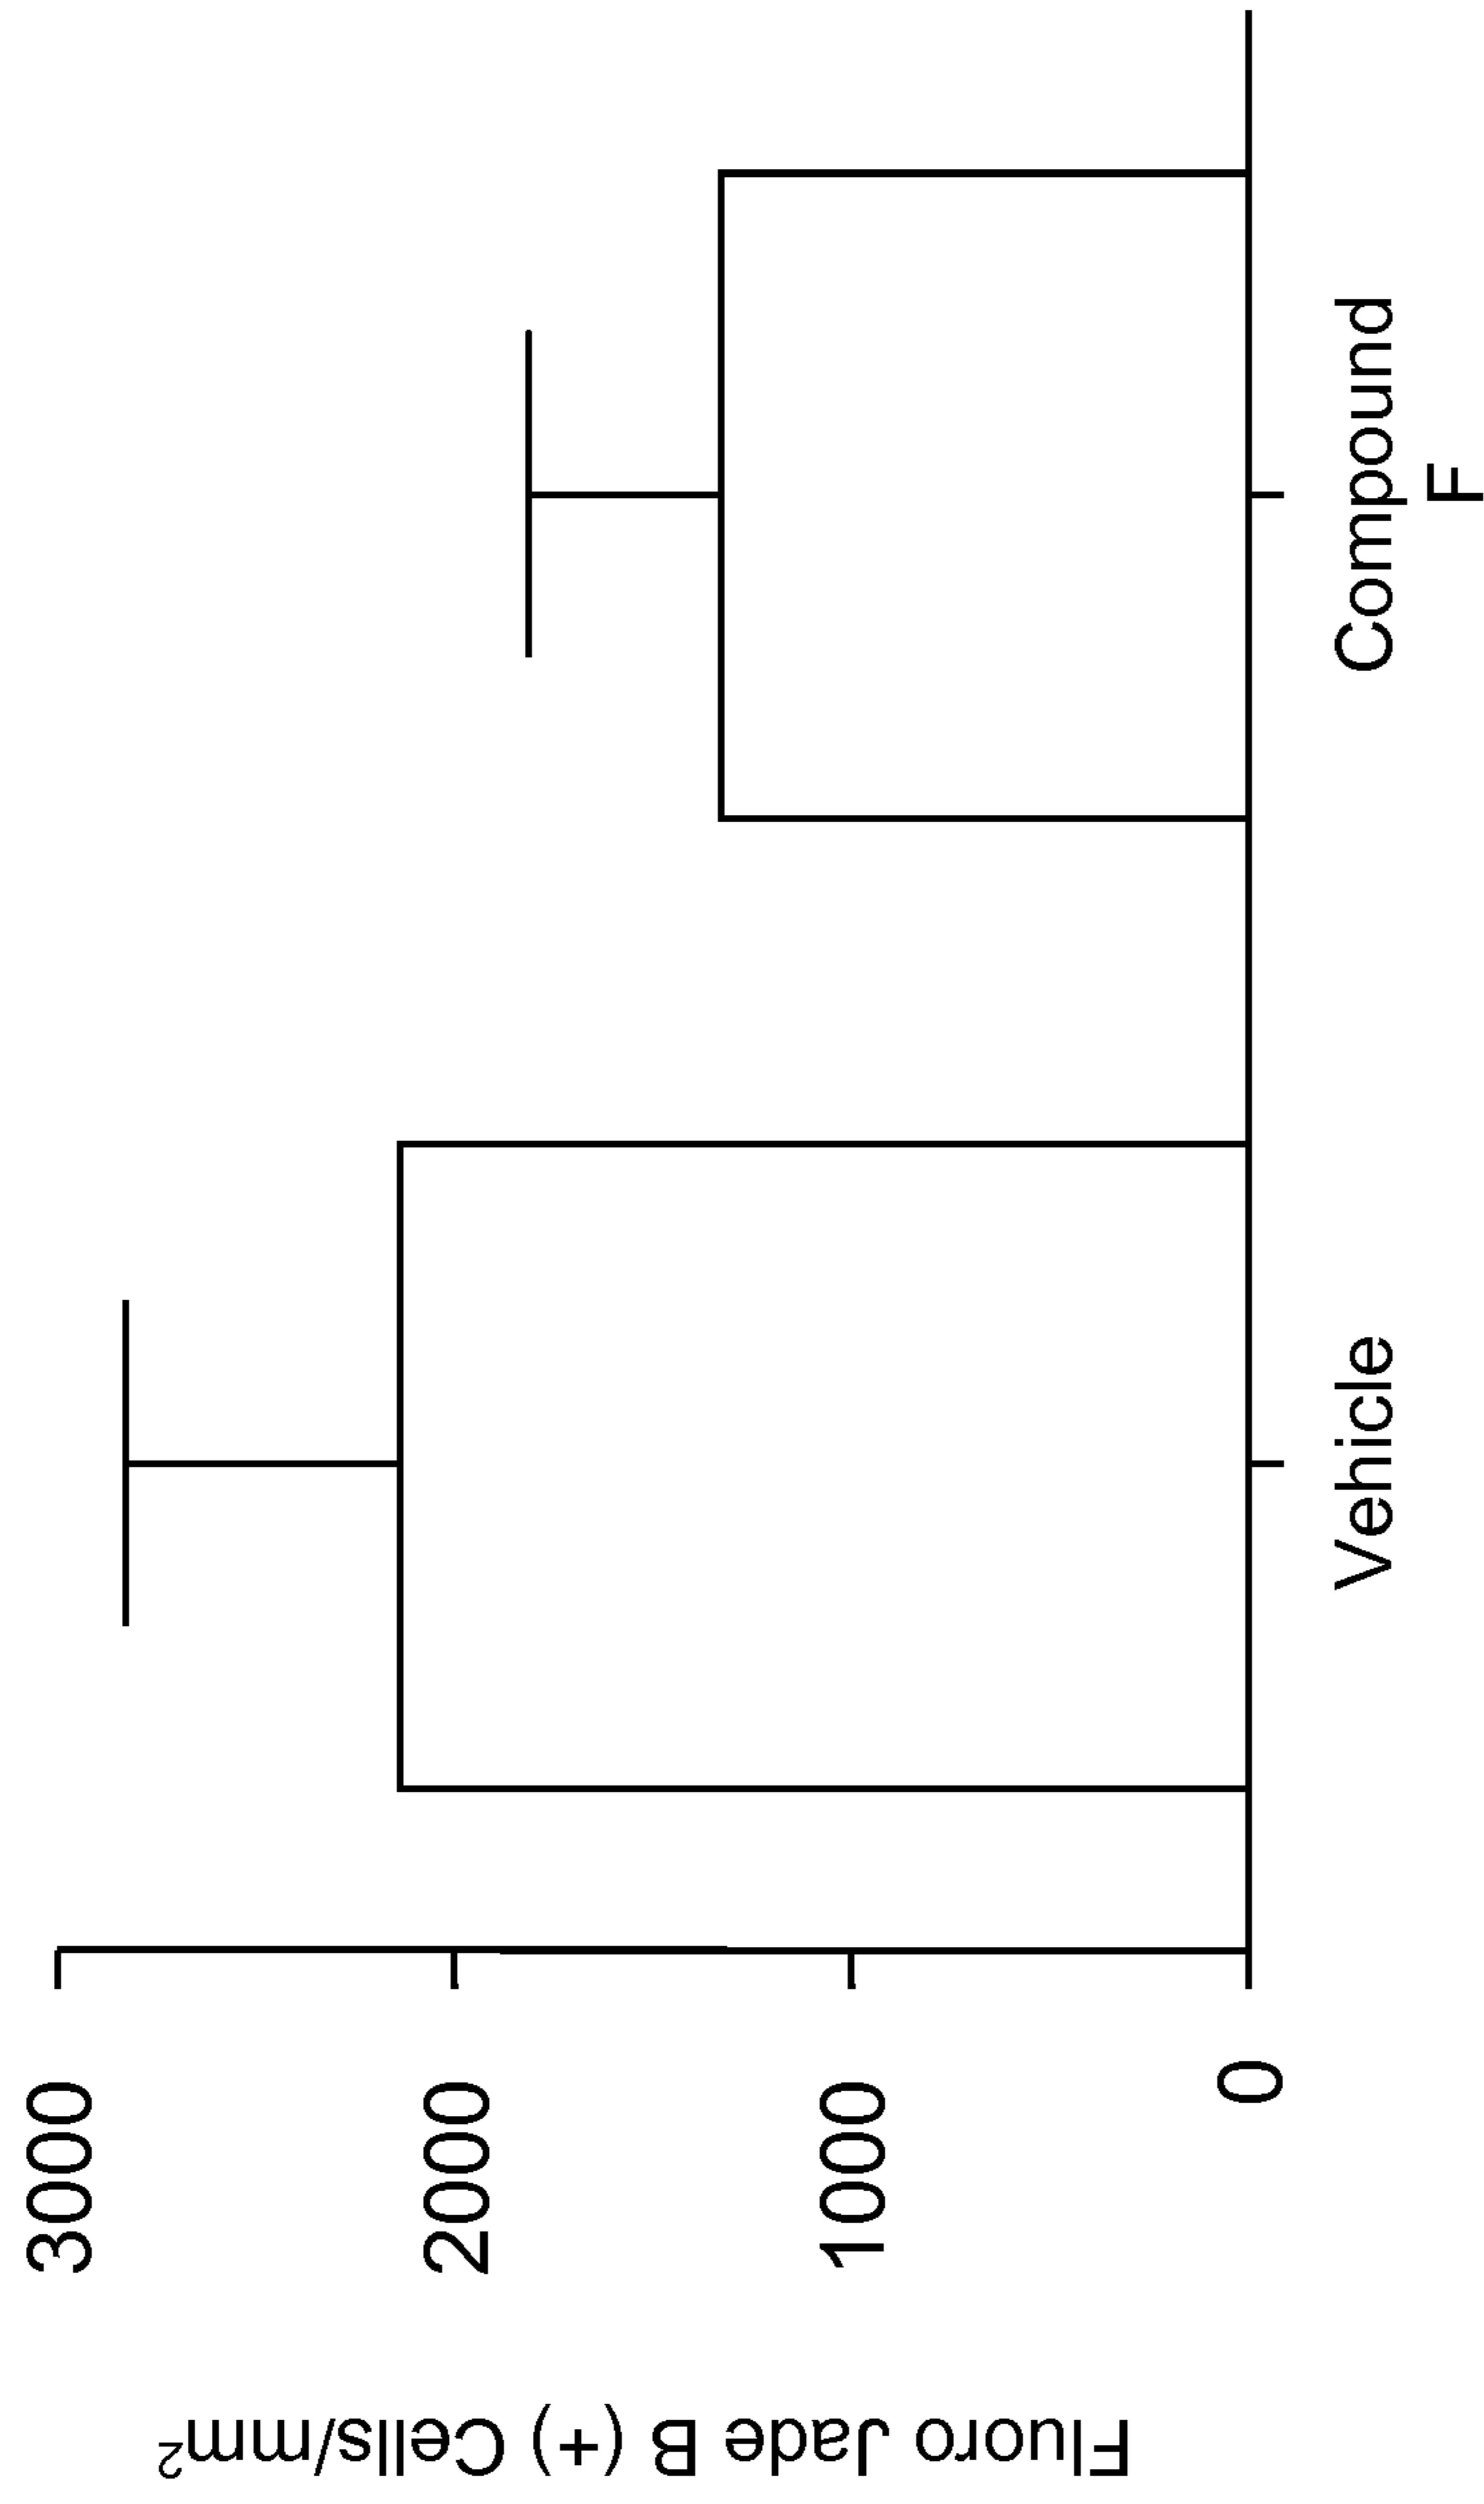 Fluoro Jade B (+) Cells/mm²
3000
2000
1000
0
Vehicle
Compound
F